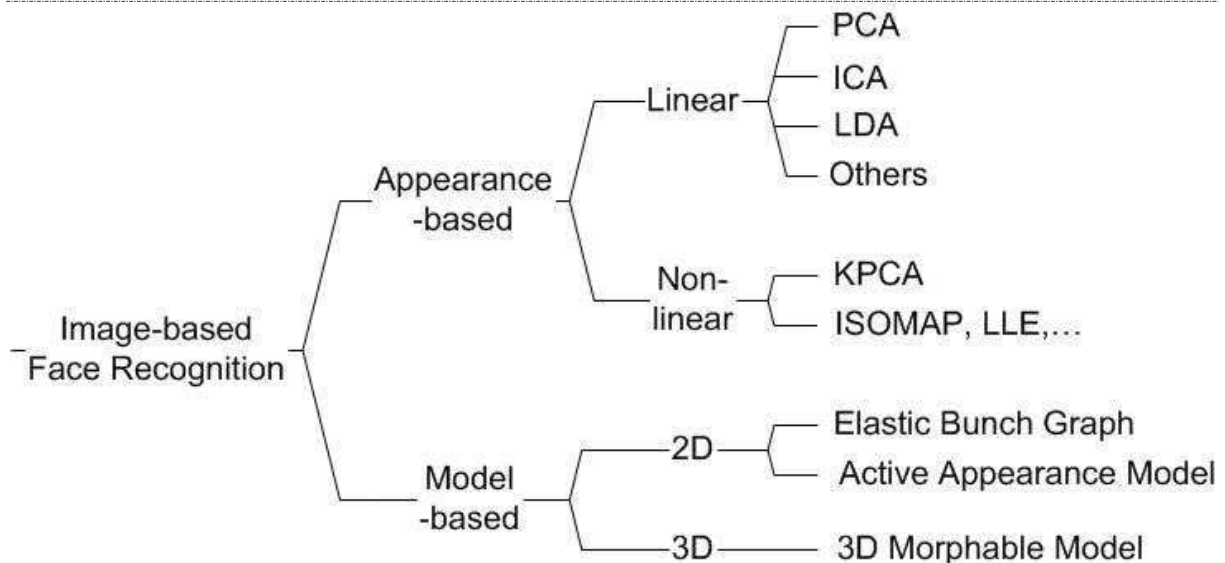 PCA
ICA
Linear
LDA
Others
Appearance
-based
KPCA
Non-
linear
ISOMAP, LLE,...
Image-based
Face Recognition
Elastic Bunch Graph
2D
Active Appearance Model
Model
-based
3D
3D Morphable Model